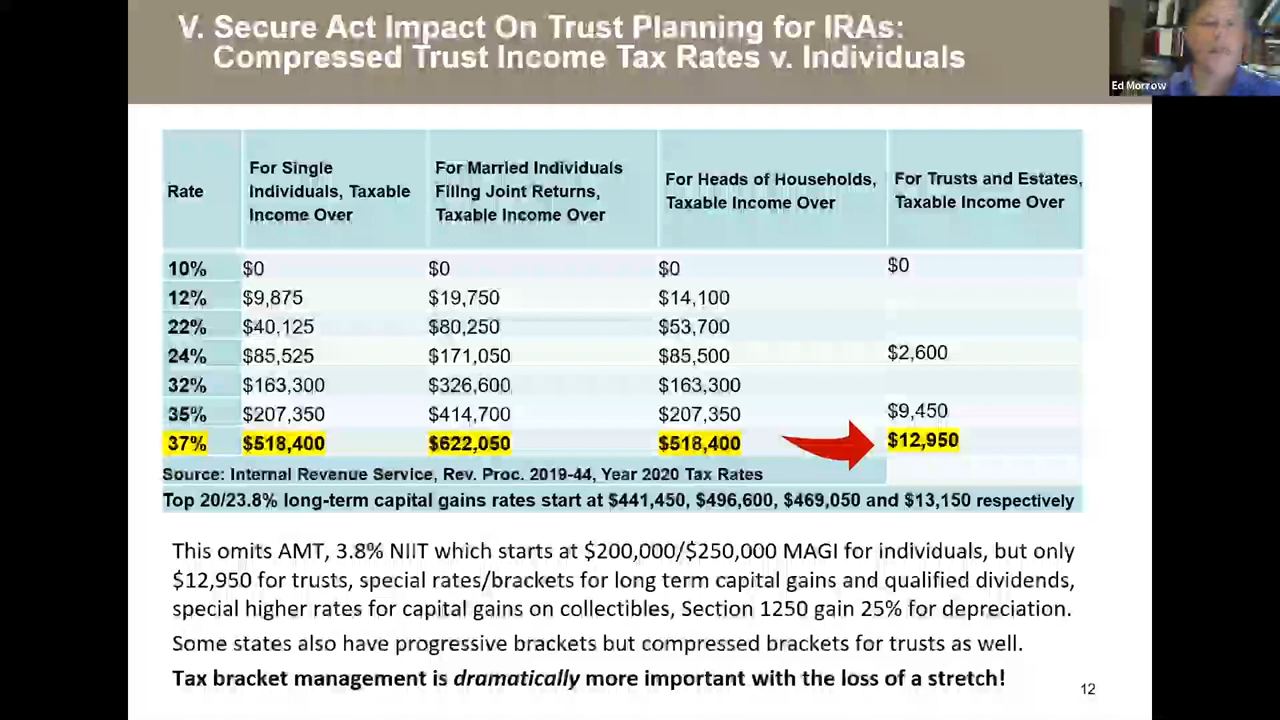 V. Secure Act Impact On Trust Planning for IRAs:
Compressed Trust Income Tax Rates v. Individuals
Ed Morrow
Rate
For Single
Individuals, Taxable
Income Over
For Married Individuals
Filing Joint Returns,
Taxable Income Over
For Heads of Households,
Taxable Income Over
For Trusts and Estates,
Taxable Income Over
10% $0 $0 $0 $0
12% $9,875 $19,750 $14,100
22% $40,125 $80,250 $53,700
24% $85,525 $171,050 $85,500 $2,600
32% $163,300 $326,600 $163,300
35% $207,350 $414,700 $207,350 $9,450
37% $518,400 $622,050 $518,400 $12,950
Source: Internal Revenue Service, Rev. Proc. 2019-44, Year 2020 Tax Rates
Top 20/23.8% long-term capital gains rates start at $441,450, $496,600, $469,050 and $13,150 respectively
This omits AMT, 3.8% NIIT which starts at $200,000/$250,000 MAGI for individuals, but only
$12,950 for trusts, special rates/brackets for long term capital gains and qualified dividends,
special higher rates for capital gains on collectibles, Section 1250 gain 25% for depreciation.
Some states also have progressive brackets but compressed brackets for trusts as well.
Tax bracket management is dramatically more important with the loss of a stretch!
12